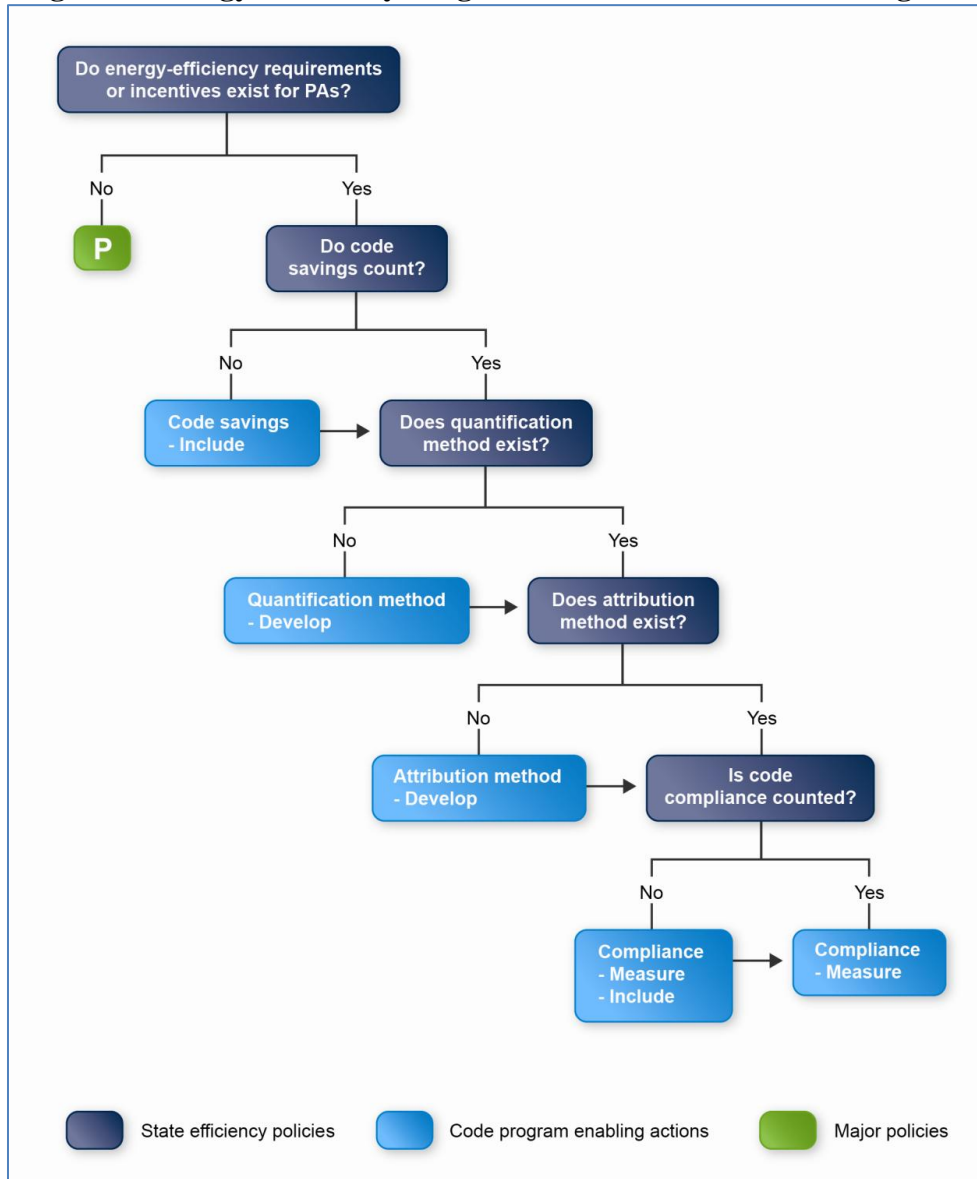 Do energy-efficiency requirements
or incentives exist for PAs?
No
Yes
P
Do code
savings count?
No
Yes
Code savings
- Include
Does quantification
method exist?
No
Yes
Quantification method
- Develop
Does attribution
method exist?
No
Yes
Attribution method
- Develop
Is code
compliance counted?
No
Yes
Compliance
- Measure
- Include
Compliance
- Measure
State efficiency policies
Code program enabling actions
Major policies